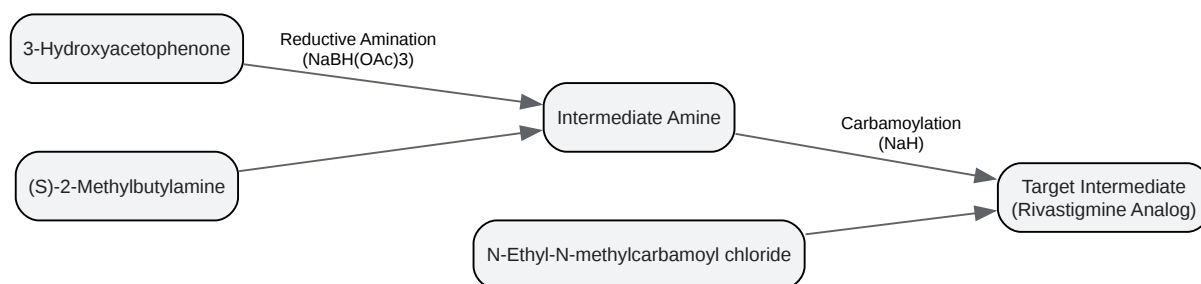 3-Hydroxyacetophenone
Reductive Amination
(NaBH(OAc)3)
(S)-2-Methylbutylamine
Intermediate Amine
Carbamoylation
(NaH)
N-Ethyl-N-methylcarbamoyl chloride
Target Intermediate
(Rivastigmine Analog)